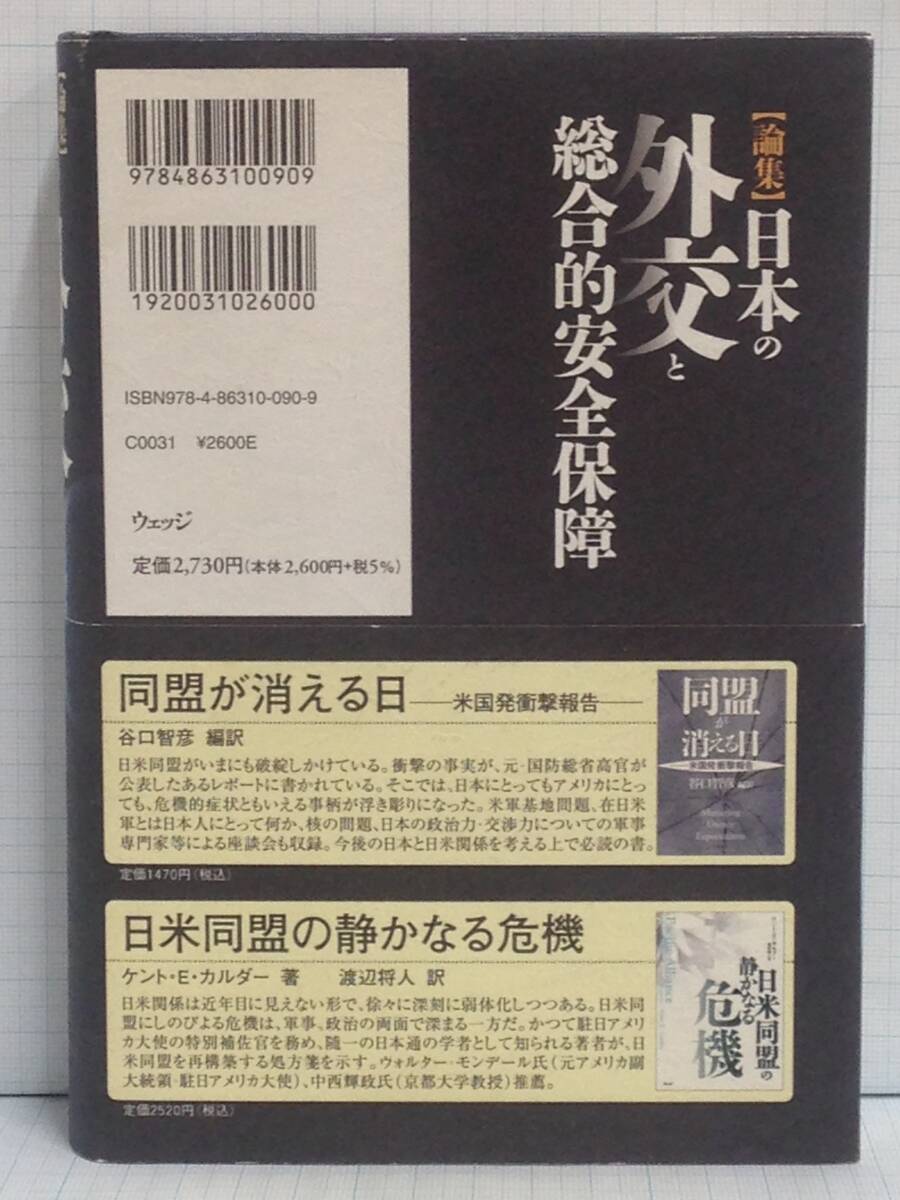 【論集】日本の
外交と
総合的安全保障
9784863100909
1920031026000
ISBN978-4-86310-090-9
C0031 ¥2600E
ウェッジ
定価2,730円(本体2,600円+税5%)
同盟が消える日——米国発衝撃報告——
谷口智彦 編訳
日米同盟がいまにも破綻しかけている。衝撃の事実が、元・国防総省高官が
公表したあるレポートに書かれている。そこでは、日本にとってもアメリカにとっ
ても、危機的症状ともいえる事柄が浮き彫りになった。米軍基地問題、在日米
軍とは日本人にとって何か、核の問題、日本の政治力・交渉力についての軍事
専門家等による座談会も収録。今後の日本と日米関係を考える上で必読の書。
定価1470円(税込)
同盟
が
消える日
米国発衝撃報告
日米同盟の静かなる危機
ケント・E・カルダー 著 渡辺将人 訳
日米関係は近年目に見えない形で、徐々に深刻に弱体化しつつある。日米同
盟にしのびよる危機は、軍事、政治の両面で深まる一方だ。かつて駐日アメリ
カ大使の特別補佐官を務め、随一の日本通の学者として知られる著者が、日
米同盟を再構築する処方箋を示す。ウォルター・モンデール氏(元アメリカ副
大統領・駐日アメリカ大使)、中西輝政氏(京都大学教授)推薦。
定価2520円(税込)
日米同盟の
静かなる
危機